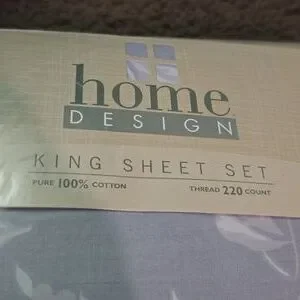 home
DESIGN
KING SHEET SET
PURE 100% COTTON THREAD 220 COUNT